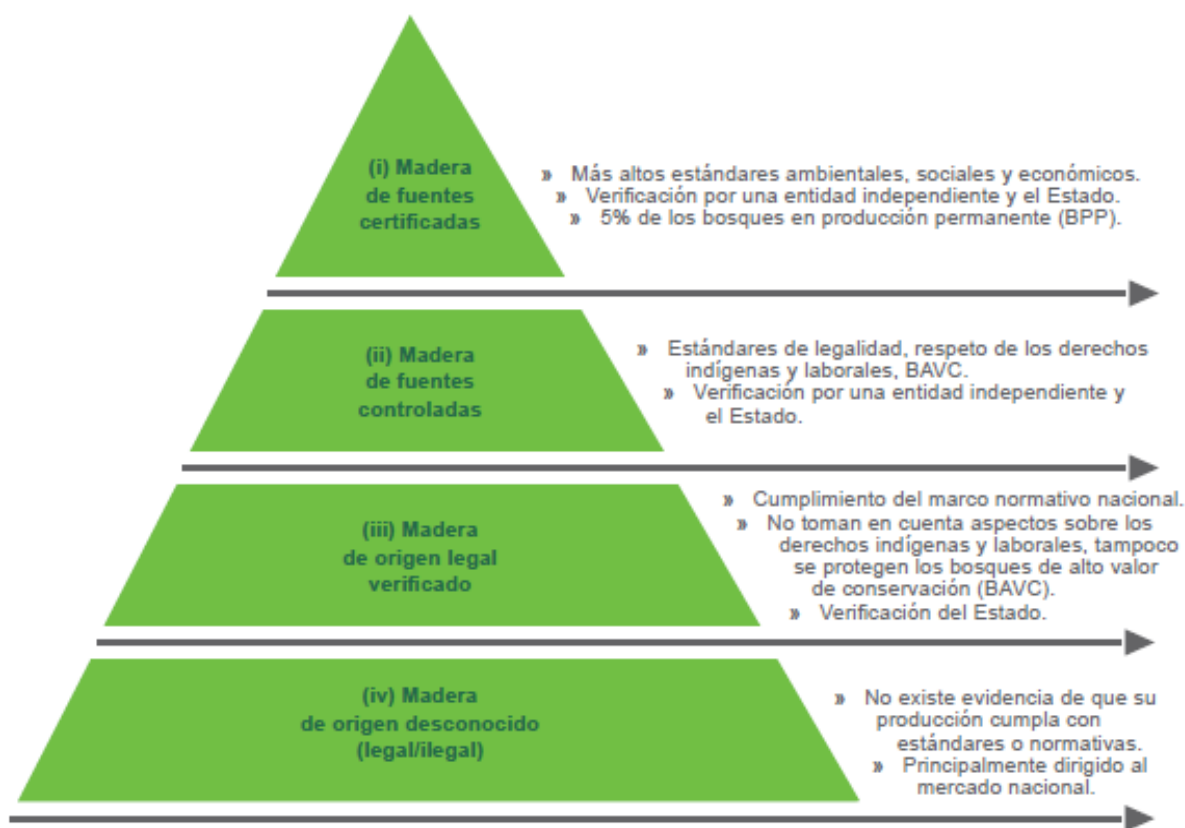 (i) Madera
de fuentes
certificadas
» Más altos estándares ambientales, sociales y económicos.
» Verificación por una entidad independiente y el Estado.
» 5% de los bosques en producción permanente (BPP).
(ii) Madera
de fuentes
controladas
» Estándares de legalidad, respeto de los derechos
indígenas y laborales, BAVC.
» Verificación por una entidad independiente y
el Estado.
(iii) Madera
de origen legal
verificado
» Cumplimiento del marco normativo nacional.
» No toman en cuenta aspectos sobre los
derechos indígenas y laborales, tampoco
se protegen los bosques de alto valor
de conservación (BAVC).
» Verificación del Estado.
(iv) Madera
de origen desconocido
(legal/ilegal)
» No existe evidencia de que su
producción cumpla con
estándares o normativas.
» Principalmente dirigido al
mercado nacional.